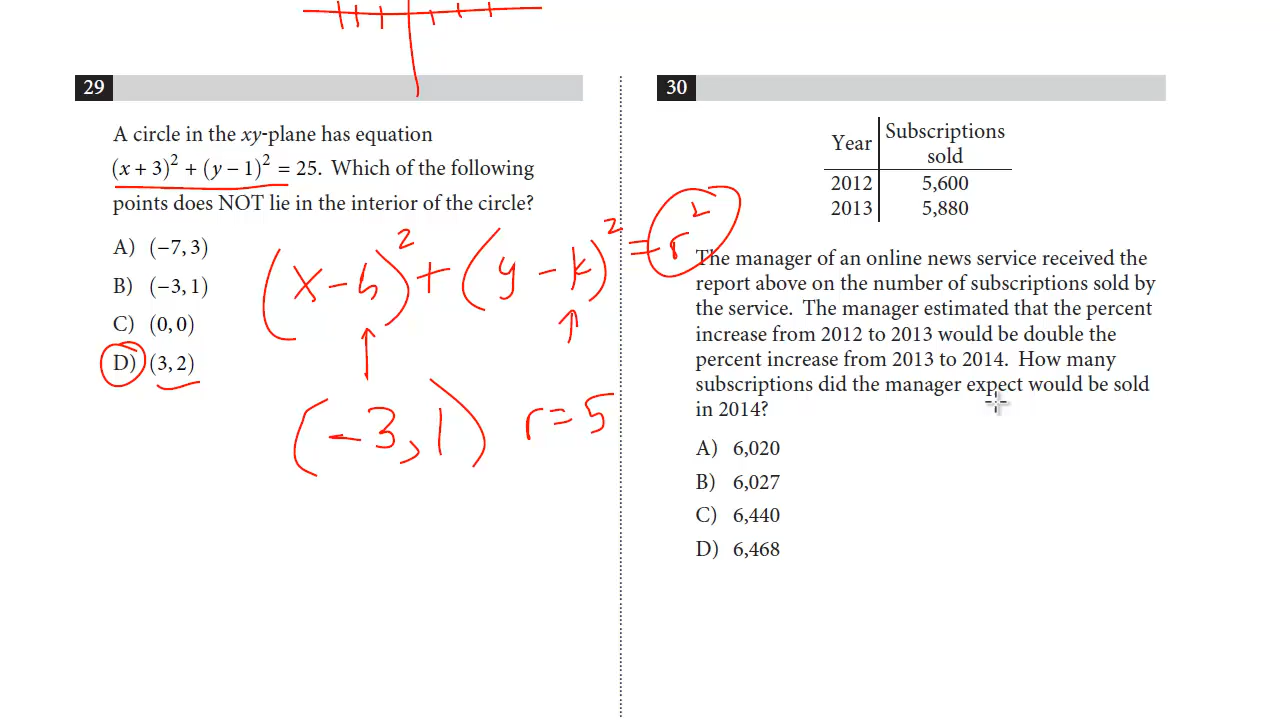 29
A circle in the xy-plane has equation
(x + 3)² + (y − 1)² = 25. Which of the following
points does NOT lie in the interior of the circle?
A) (−7, 3)
B) (−3, 1)
C) (0, 0)
D) (3, 2)
(x − h)² + (y − k)² = r²
(−3, 1) r = 5
30
Year Subscriptions
sold
2012 5,600
2013 5,880
The manager of an online news service received the
report above on the number of subscriptions sold by
the service. The manager estimated that the percent
increase from 2012 to 2013 would be double the
percent increase from 2013 to 2014. How many
subscriptions did the manager expect would be sold
in 2014?
A) 6,020
B) 6,027
C) 6,440
D) 6,468